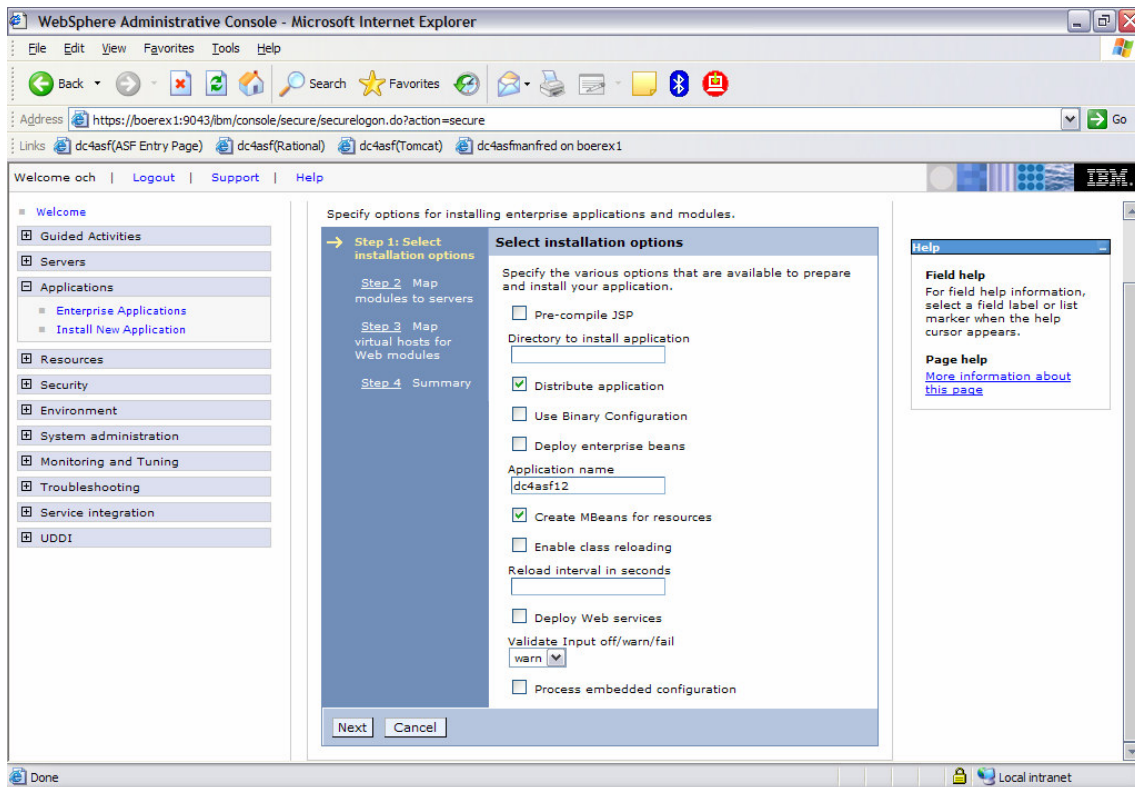 WebSphere Administrative Console - Microsoft Internet Explorer
File Edit View Favorites Tools Help
Back Search Favorites
Address https://boerex1:9043/ibm/console/secure/securelogon.do?action=secure Go
Links dc4asf(ASF Entry Page) dc4asf(Rational) dc4asf(Tomcat) dc4asfmanfred on boerex1
Welcome och | Logout | Support | Help IBM.
Welcome
Guided Activities
Servers
Applications
Enterprise Applications
Install New Application
Resources
Security
Environment
System administration
Monitoring and Tuning
Troubleshooting
Service integration
UDDI
Specify options for installing enterprise applications and modules.
Step 1: Select
installation options
Step 2 Map
modules to servers
Step 3 Map
virtual hosts for
Web modules
Step 4 Summary
Select installation options
Specify the various options that are available to prepare
and install your application.
Pre-compile JSP
Directory to install application
Distribute application
Use Binary Configuration
Deploy enterprise beans
Application name
dc4asf12
Create MBeans for resources
Enable class reloading
Reload interval in seconds
Deploy Web services
Validate Input off/warn/fail
warn
Process embedded configuration
Next Cancel
Help
Field help
For field help information,
select a field label or list
marker when the help
cursor appears.
Page help
More information about
this page
Done Local intranet